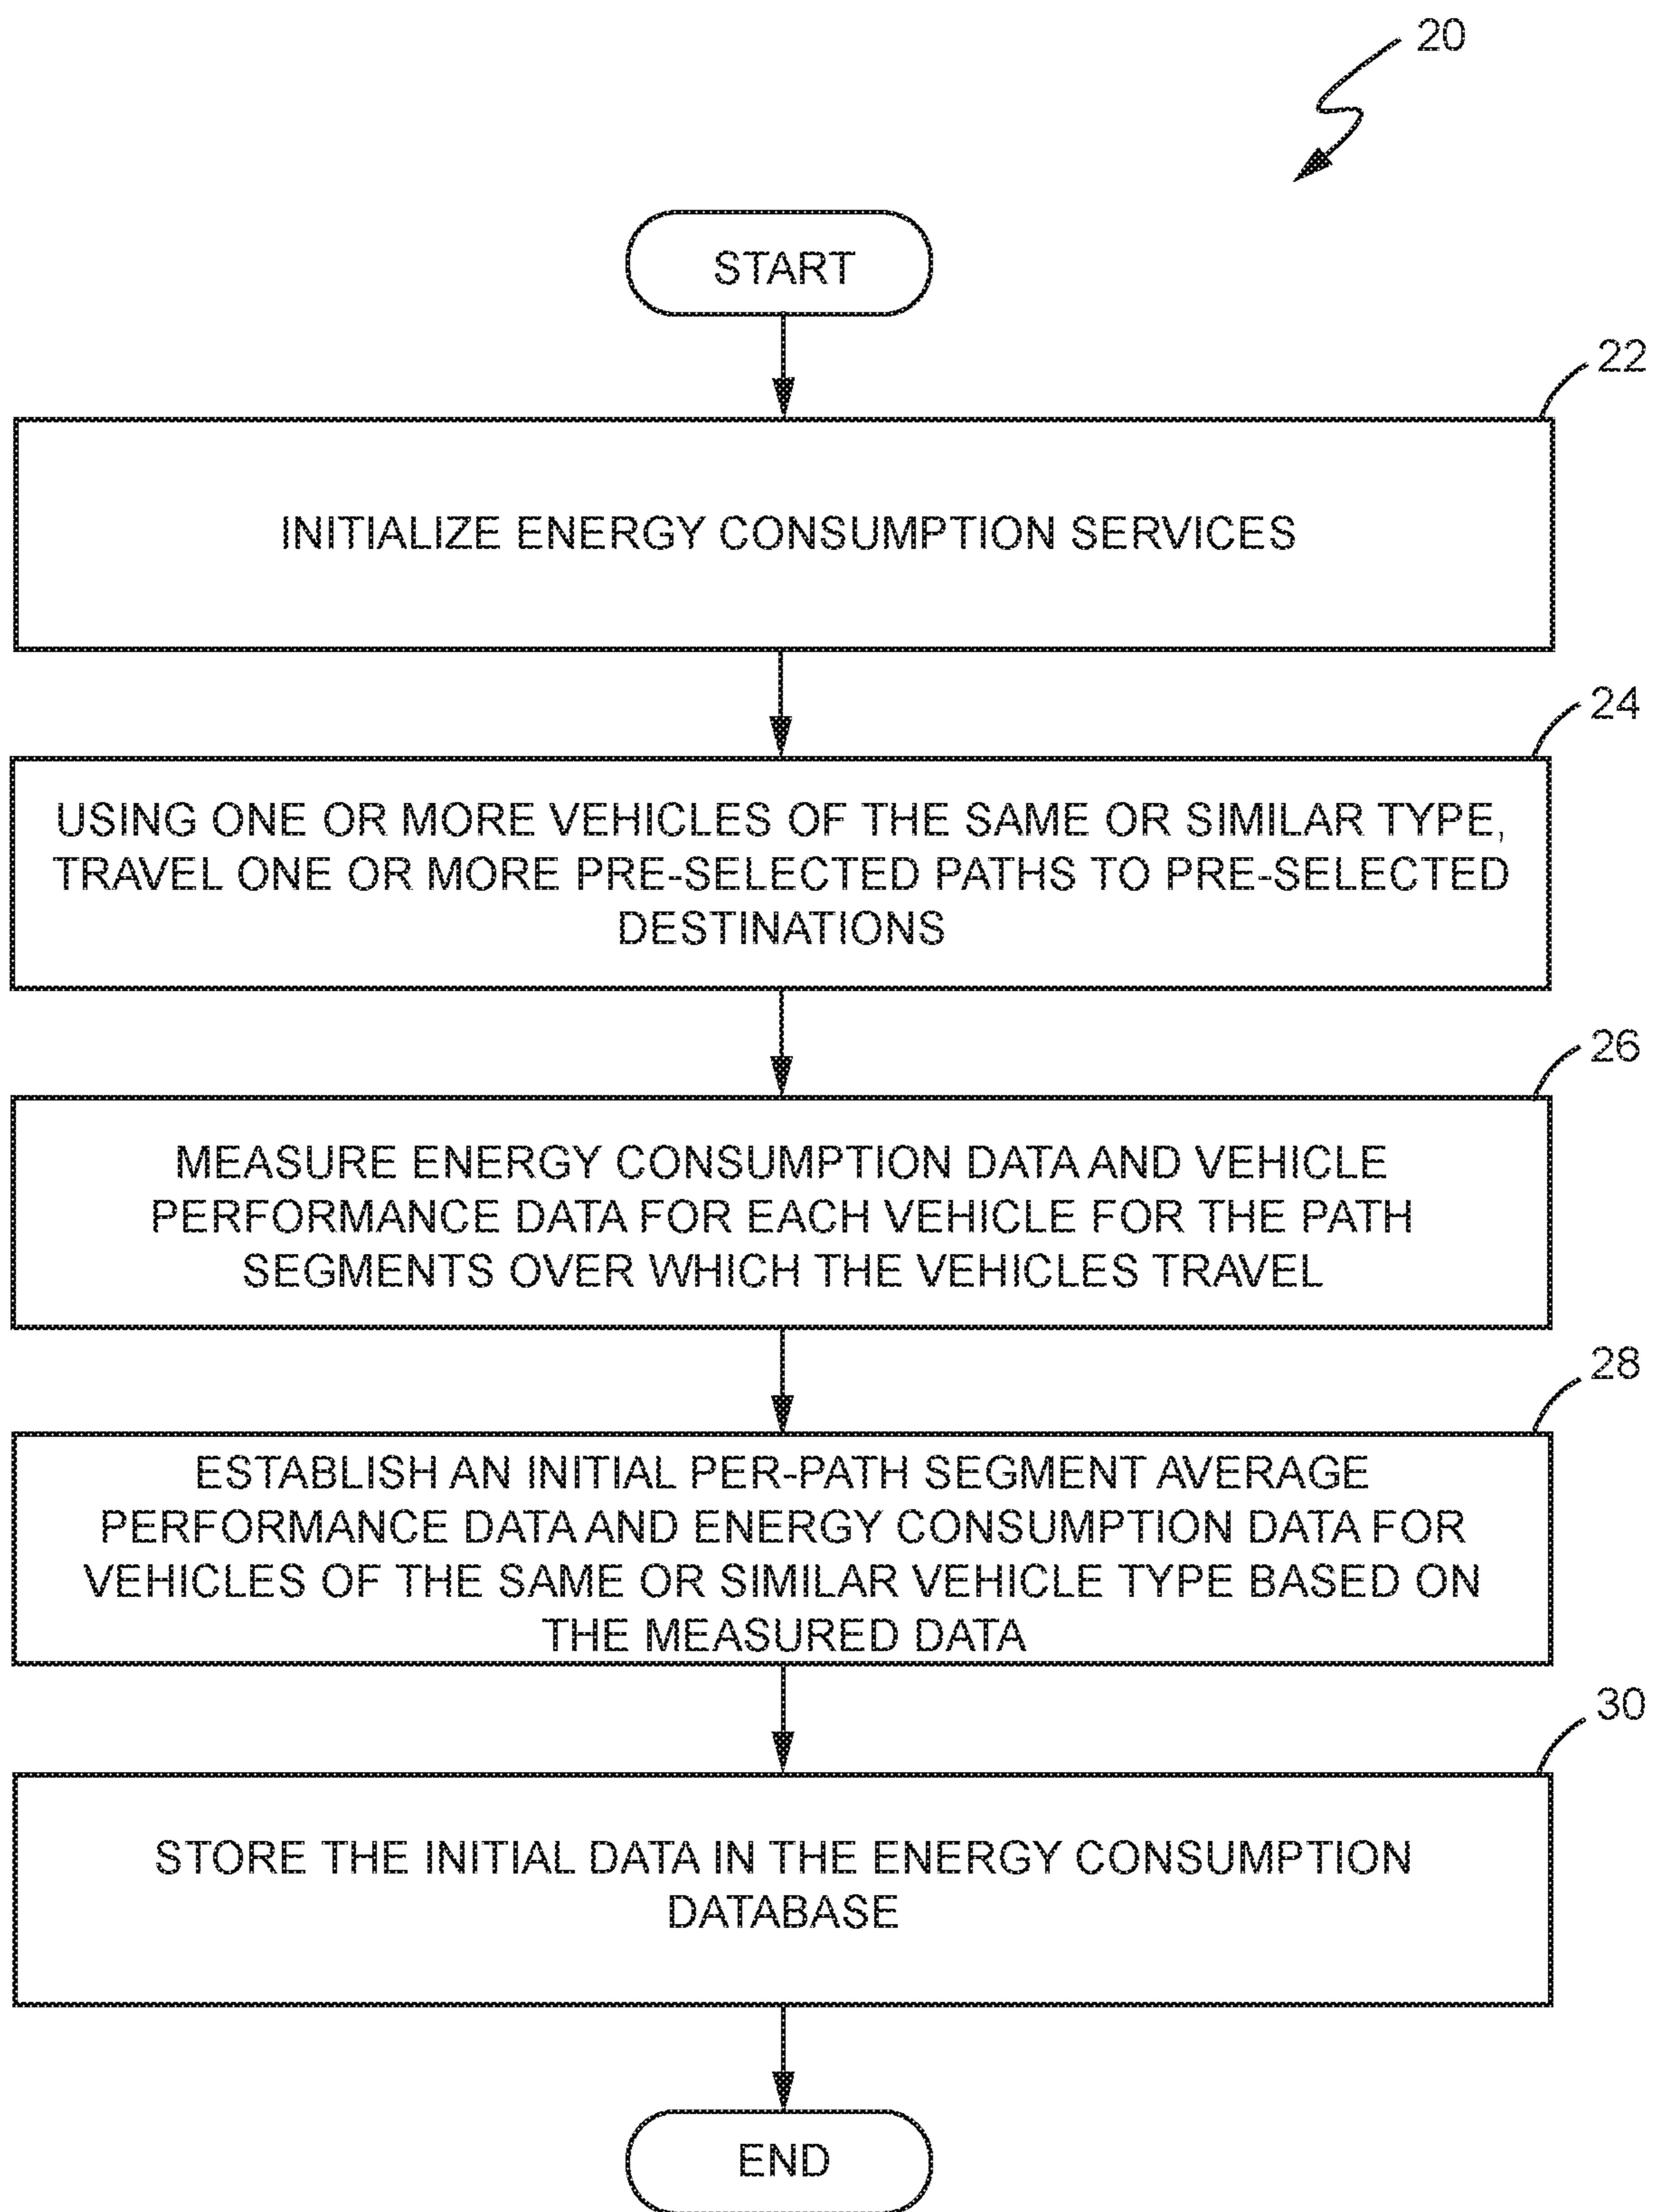 20
START
22
INITIALIZE ENERGY CONSUMPTION SERVICES
24
USING ONE OR MORE VEHICLES OF THE SAME OR SIMILAR TYPE,
TRAVEL ONE OR MORE PRE-SELECTED PATHS TO PRE-SELECTED
DESTINATIONS
26
MEASURE ENERGY CONSUMPTION DATA AND VEHICLE
PERFORMANCE DATA FOR EACH VEHICLE FOR THE PATH
SEGMENTS OVER WHICH THE VEHICLES TRAVEL
28
ESTABLISH AN INITIAL PER-PATH SEGMENT AVERAGE
PERFORMANCE DATA AND ENERGY CONSUMPTION DATA FOR
VEHICLES OF THE SAME OR SIMILAR VEHICLE TYPE BASED ON
THE MEASURED DATA
30
STORE THE INITIAL DATA IN THE ENERGY CONSUMPTION
DATABASE
END